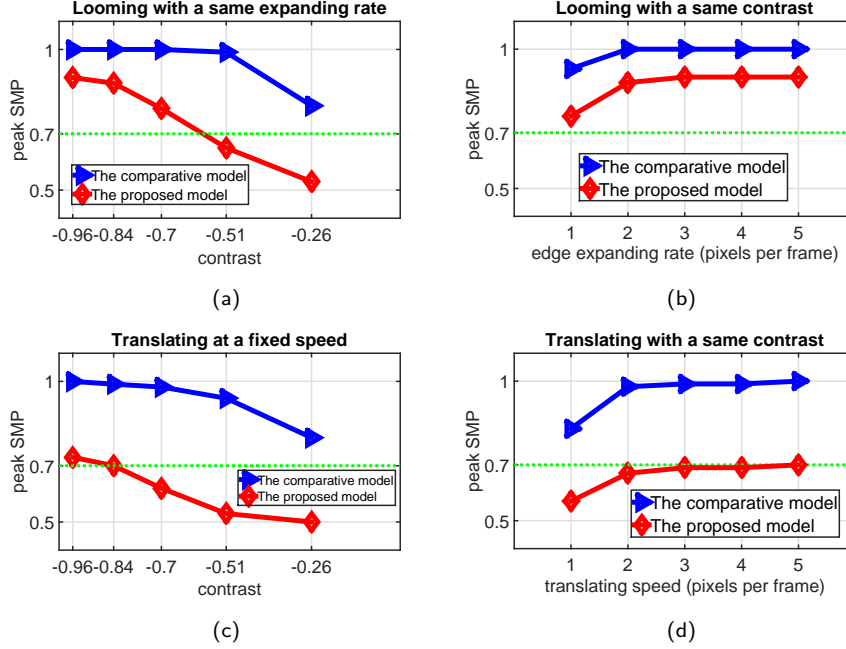 Looming with a same expanding rate
peak SMP
1
0.7
0.5
The comparative model
The proposed model
-0.96 -0.84 -0.7 -0.51 -0.26
contrast
(a)
Looming with a same contrast
peak SMP
1
0.7
0.5
The comparative model
The proposed model
1 2 3 4 5
edge expanding rate (pixels per frame)
(b)
Translating at a fixed speed
peak SMP
1
0.7
0.5
The comparative model
The proposed model
-0.96 -0.84 -0.7 -0.51 -0.26
contrast
(c)
Translating with a same contrast
peak SMP
1
0.7
0.5
The comparative model
The proposed model
1 2 3 4 5
translating speed (pixels per frame)
(d)